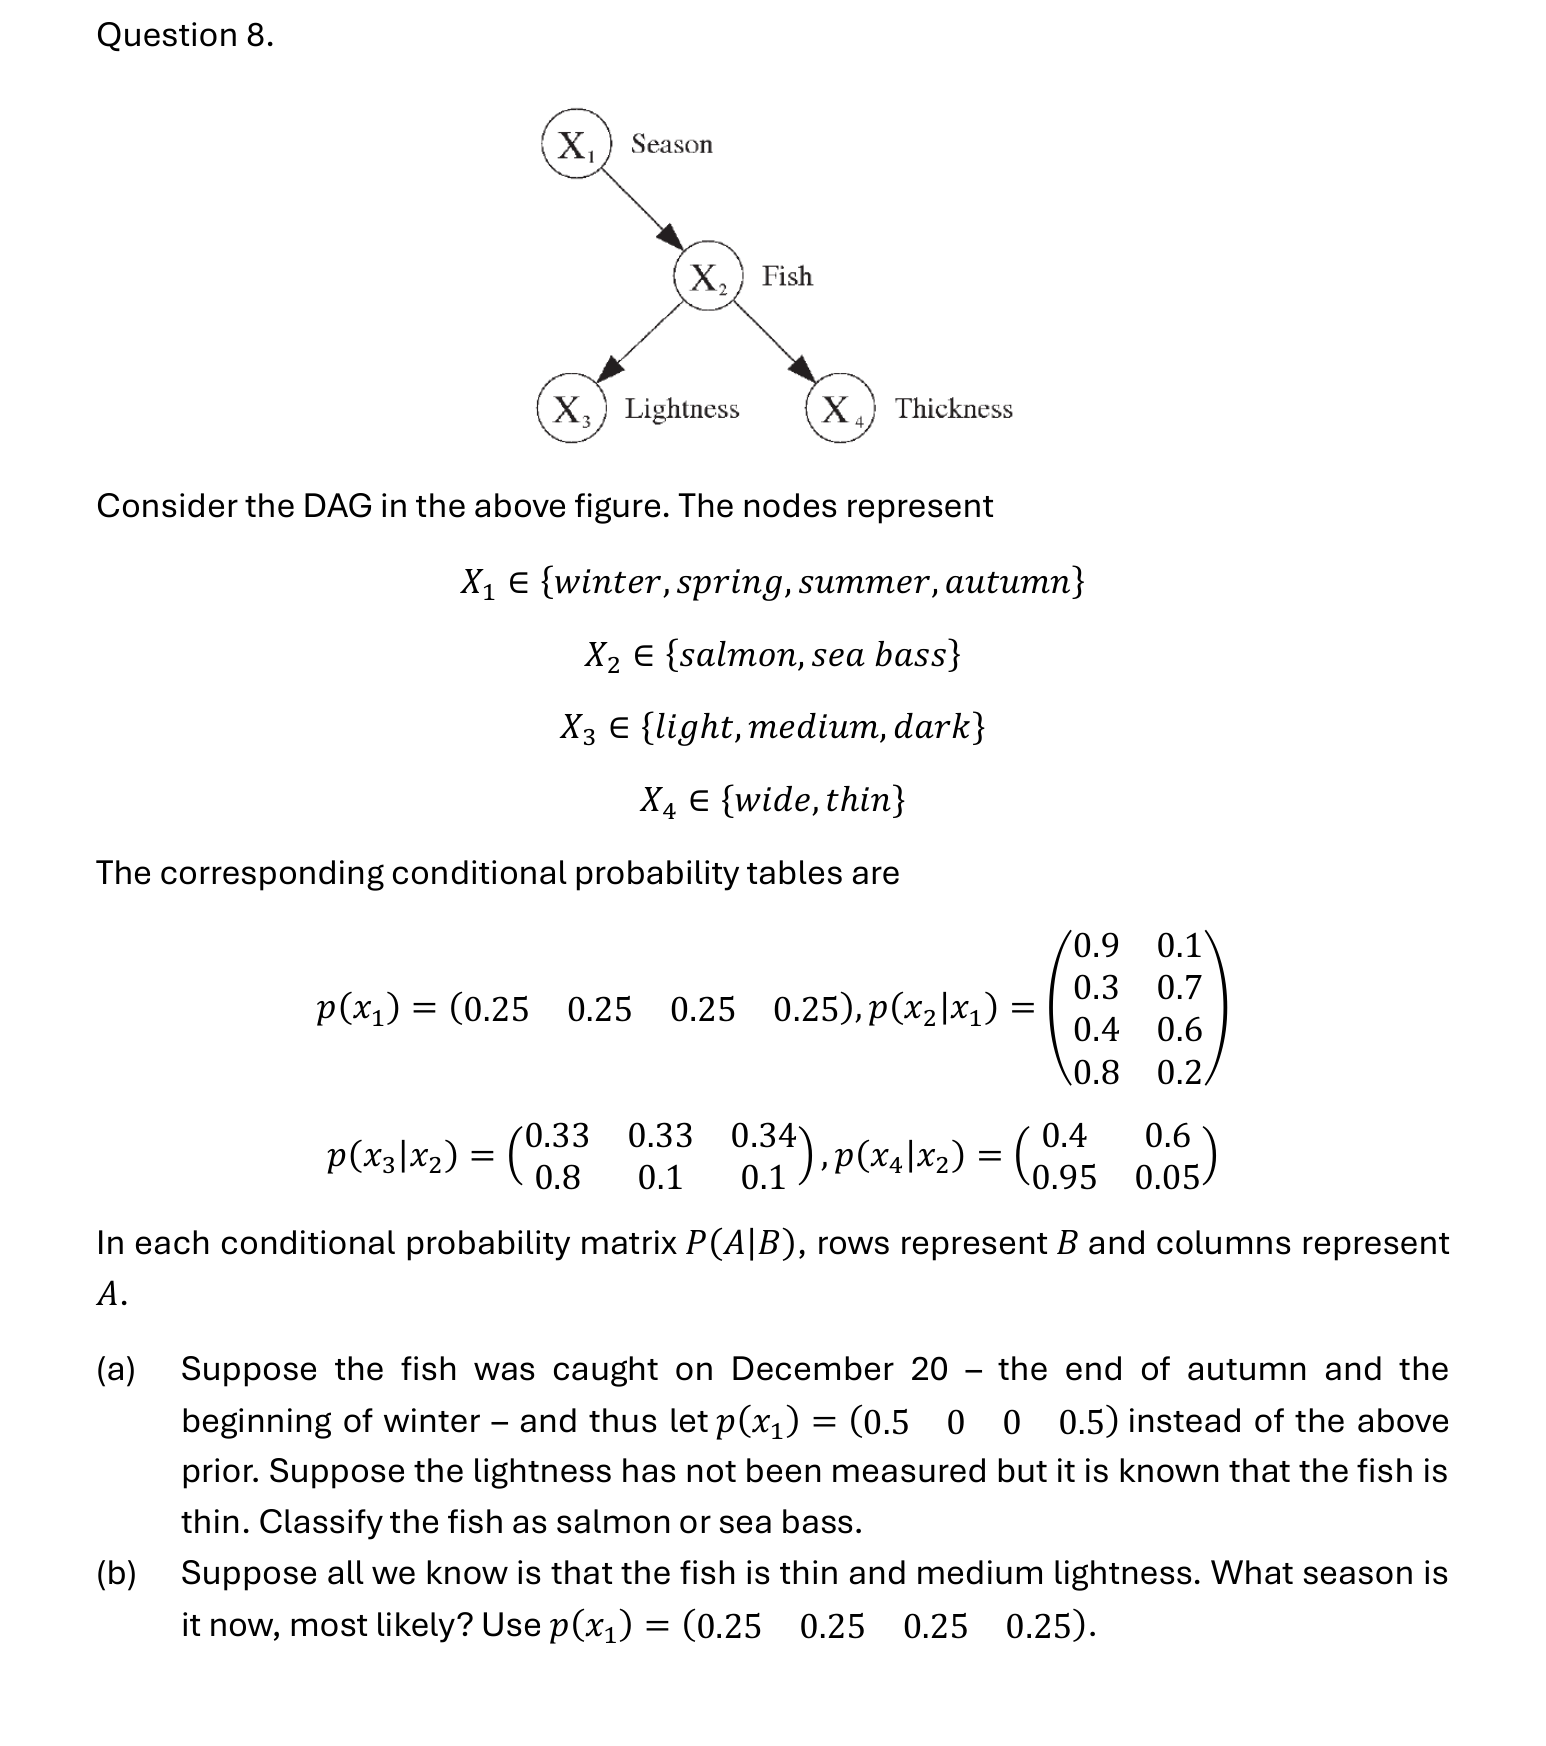 Question 8.
X₁ Season
X₂ Fish
X₃ Lightness X₄ Thickness
Consider the DAG in the above figure. The nodes represent
X₁ ∈ {winter, spring, summer, autumn}
X₂ ∈ {salmon, sea bass}
X₃ ∈ {light, medium, dark}
X₄ ∈ {wide, thin}
The corresponding conditional probability tables are
p(x₁) = (0.25 0.25 0.25 0.25), p(x₂|x₁) = (0.9 0.1; 0.3 0.7; 0.4 0.6; 0.8 0.2)
p(x₃|x₂) = (0.33 0.33 0.34; 0.8 0.1 0.1), p(x₄|x₂) = (0.4 0.6; 0.95 0.05)
In each conditional probability matrix P(A|B), rows represent B and columns represent
A.
(a) Suppose the fish was caught on December 20 – the end of autumn and the
beginning of winter – and thus let p(x₁) = (0.5 0 0 0.5) instead of the above
prior. Suppose the lightness has not been measured but it is known that the fish is
thin. Classify the fish as salmon or sea bass.
(b) Suppose all we know is that the fish is thin and medium lightness. What season is
it now, most likely? Use p(x₁) = (0.25 0.25 0.25 0.25).